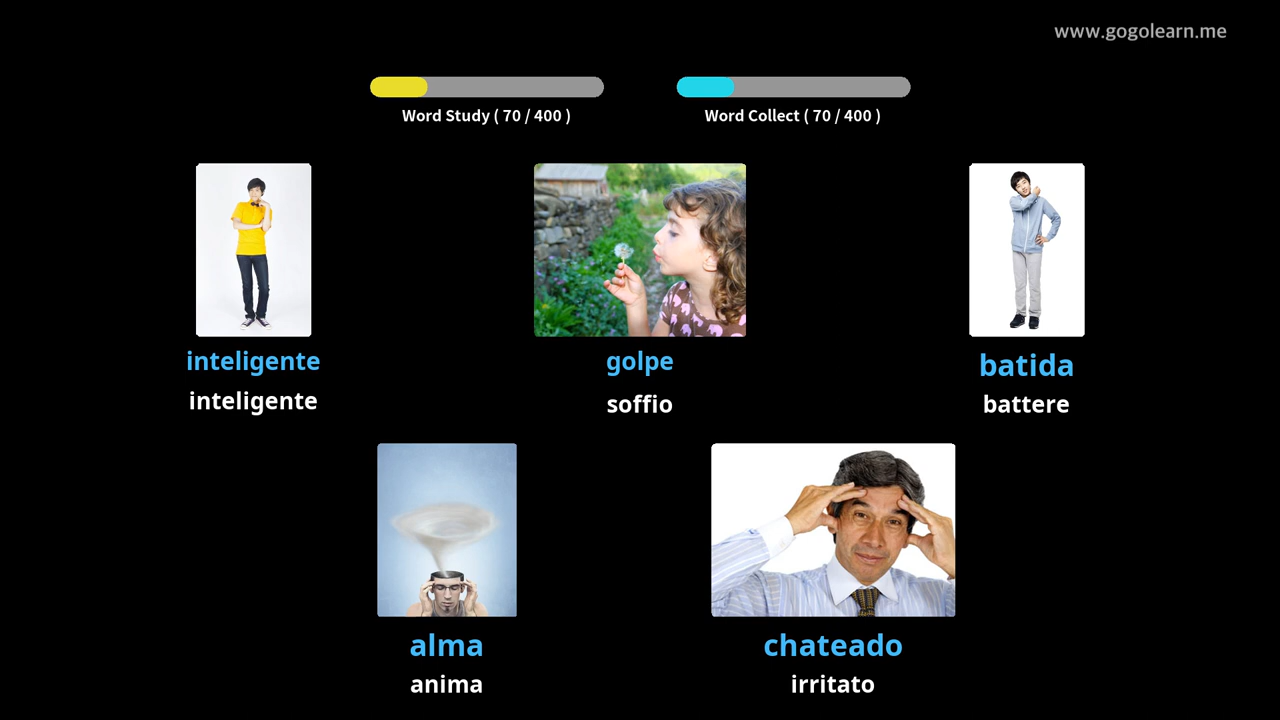 www.gogolearn.me
Word Study ( 70 / 400 )
Word Collect ( 70 / 400 )
inteligente
inteligente
golpe
soffio
batida
battere
alma
anima
chateado
irritato